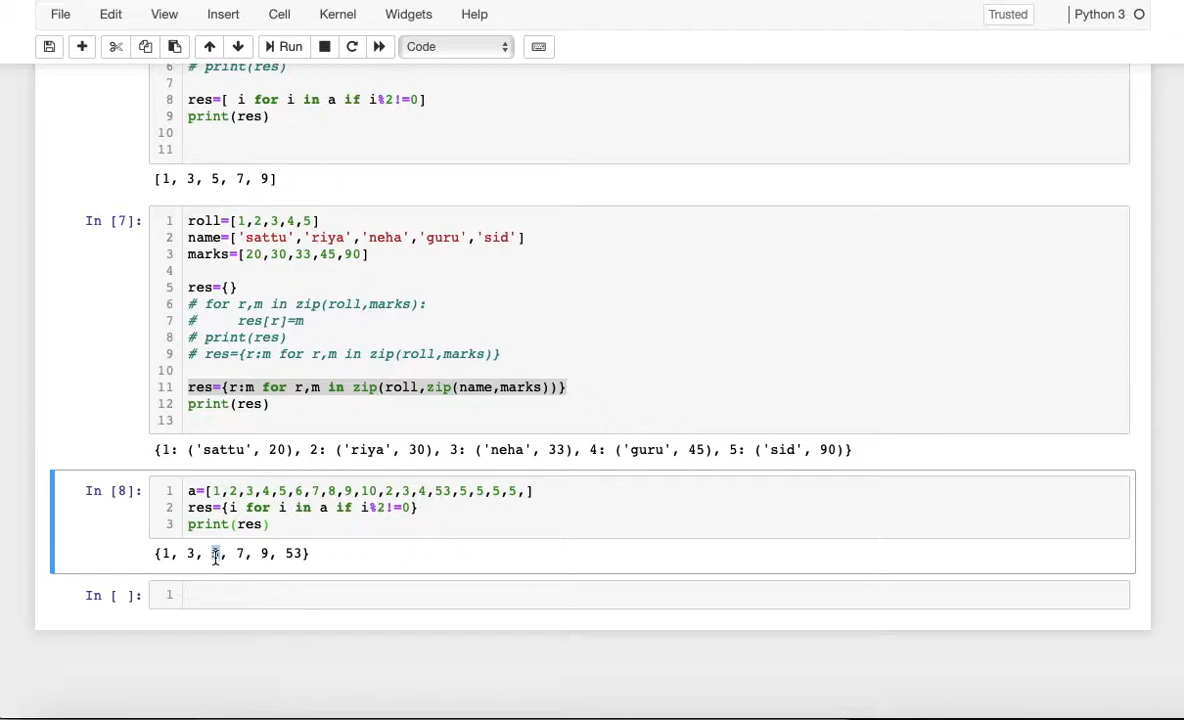 File Edit View Insert Cell Kernel Widgets Help Trusted Python 3
Run Code
6 # print(res)
7
8 res=[ i for i in a if i%2!=0]
9 print(res)
10
11
[1, 3, 5, 7, 9]
In [7]: 1 roll=[1,2,3,4,5]
2 name=['sattu','riya','neha','guru','sid']
3 marks=[20,30,33,45,90]
4
5 res={}
6 # for r,m in zip(roll,marks):
7 #     res[r]=m
8 # print(res)
9 # res={r:m for r,m in zip(roll,marks)}
10
11 res={r:m for r,m in zip(roll,zip(name,marks))}
12 print(res)
13
{1: ('sattu', 20), 2: ('riya', 30), 3: ('neha', 33), 4: ('guru', 45), 5: ('sid', 90)}
In [8]: 1 a=[1,2,3,4,5,6,7,8,9,10,2,3,4,53,5,5,5,5,]
2 res={i for i in a if i%2!=0}
3 print(res)
{1, 3, 5, 7, 9, 53}
In [ ]: 1